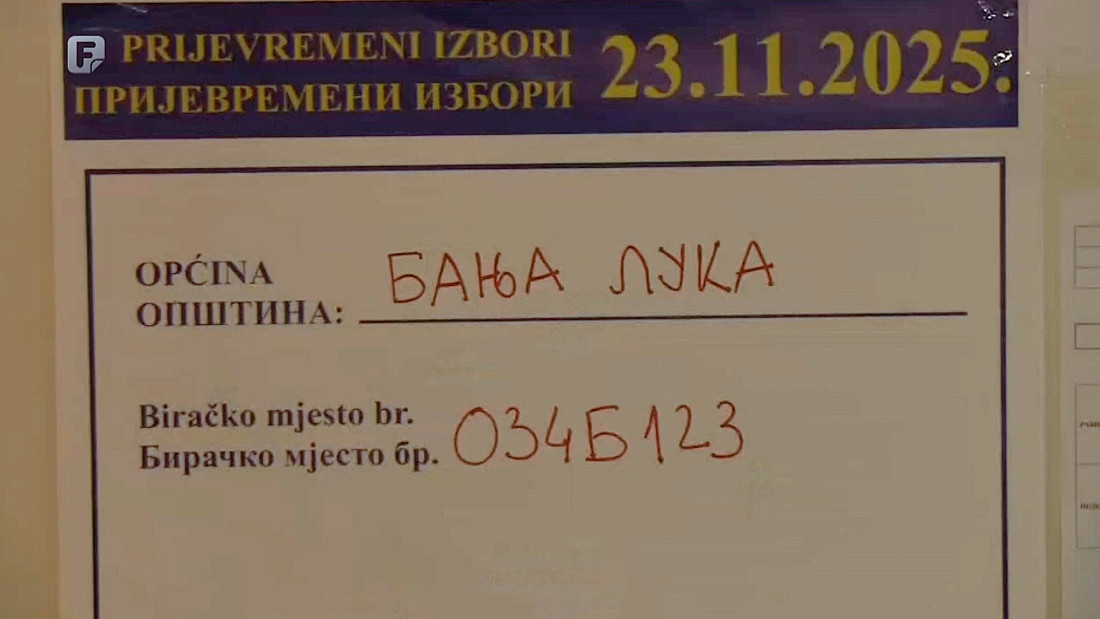 F
PRIJEVREMENI IZBORI
ПРИЈЕВРЕМЕНИ ИЗБОРИ
23.11.2025.
OPĆINA
ОПШТИНА:
БАЊА ЛУКА
Biračko mjesto br.
Бирачко мјесто бр.
034Б123